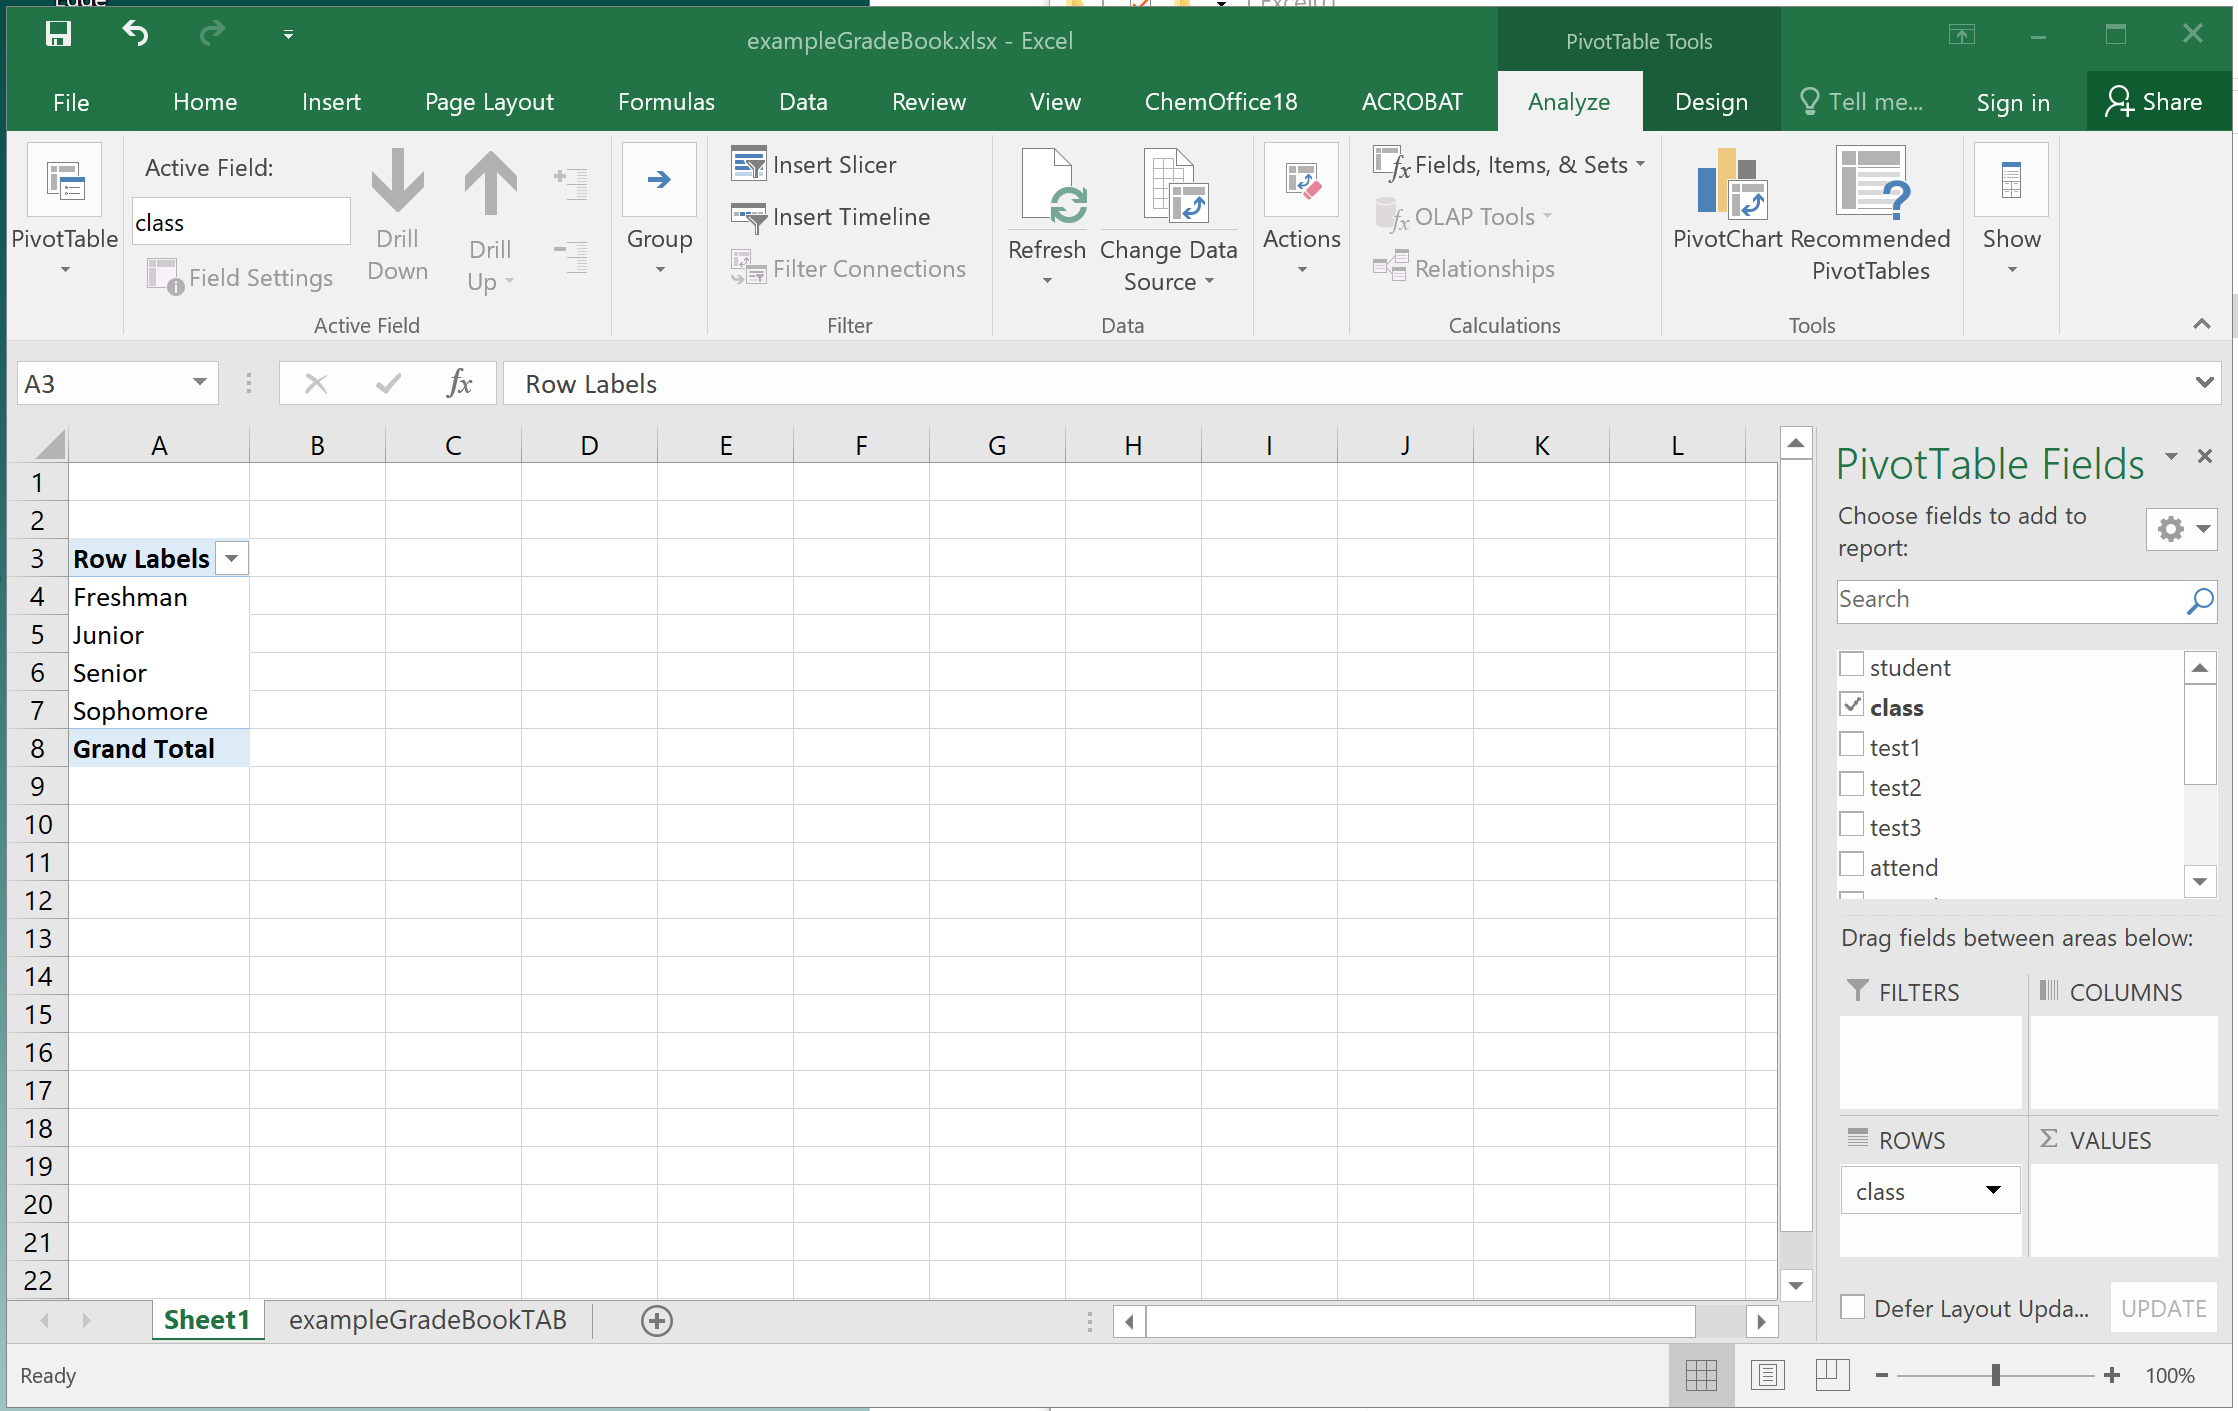 Edge
exampleGradeBook.xlsx - Excel
PivotTable Tools
File Home Insert Page Layout Formulas Data Review View ChemOffice18 ACROBAT Analyze Design Tell me... Sign in Share
PivotTable
Active Field:
class
Field Settings
Drill
Down
Drill
Up
Active Field
Group
Insert Slicer
Insert Timeline
Filter Connections
Filter
Refresh
Change Data
Source
Data
Actions
Fields, Items, & Sets
OLAP Tools
Relationships
Calculations
PivotChart
Recommended
PivotTables
Tools
Show
A3
fx
Row Labels
A B C D E F G H I J K L
1
2
3 Row Labels
4 Freshman
5 Junior
6 Senior
7 Sophomore
8 Grand Total
9
10
11
12
13
14
15
16
17
18
19
20
21
22
PivotTable Fields
Choose fields to add to
report:
Search
student
class
test1
test2
test3
attend
Drag fields between areas below:
FILTERS
COLUMNS
ROWS
Σ VALUES
class
Defer Layout Upda...
UPDATE
Sheet1 exampleGradeBookTAB
Ready
100%